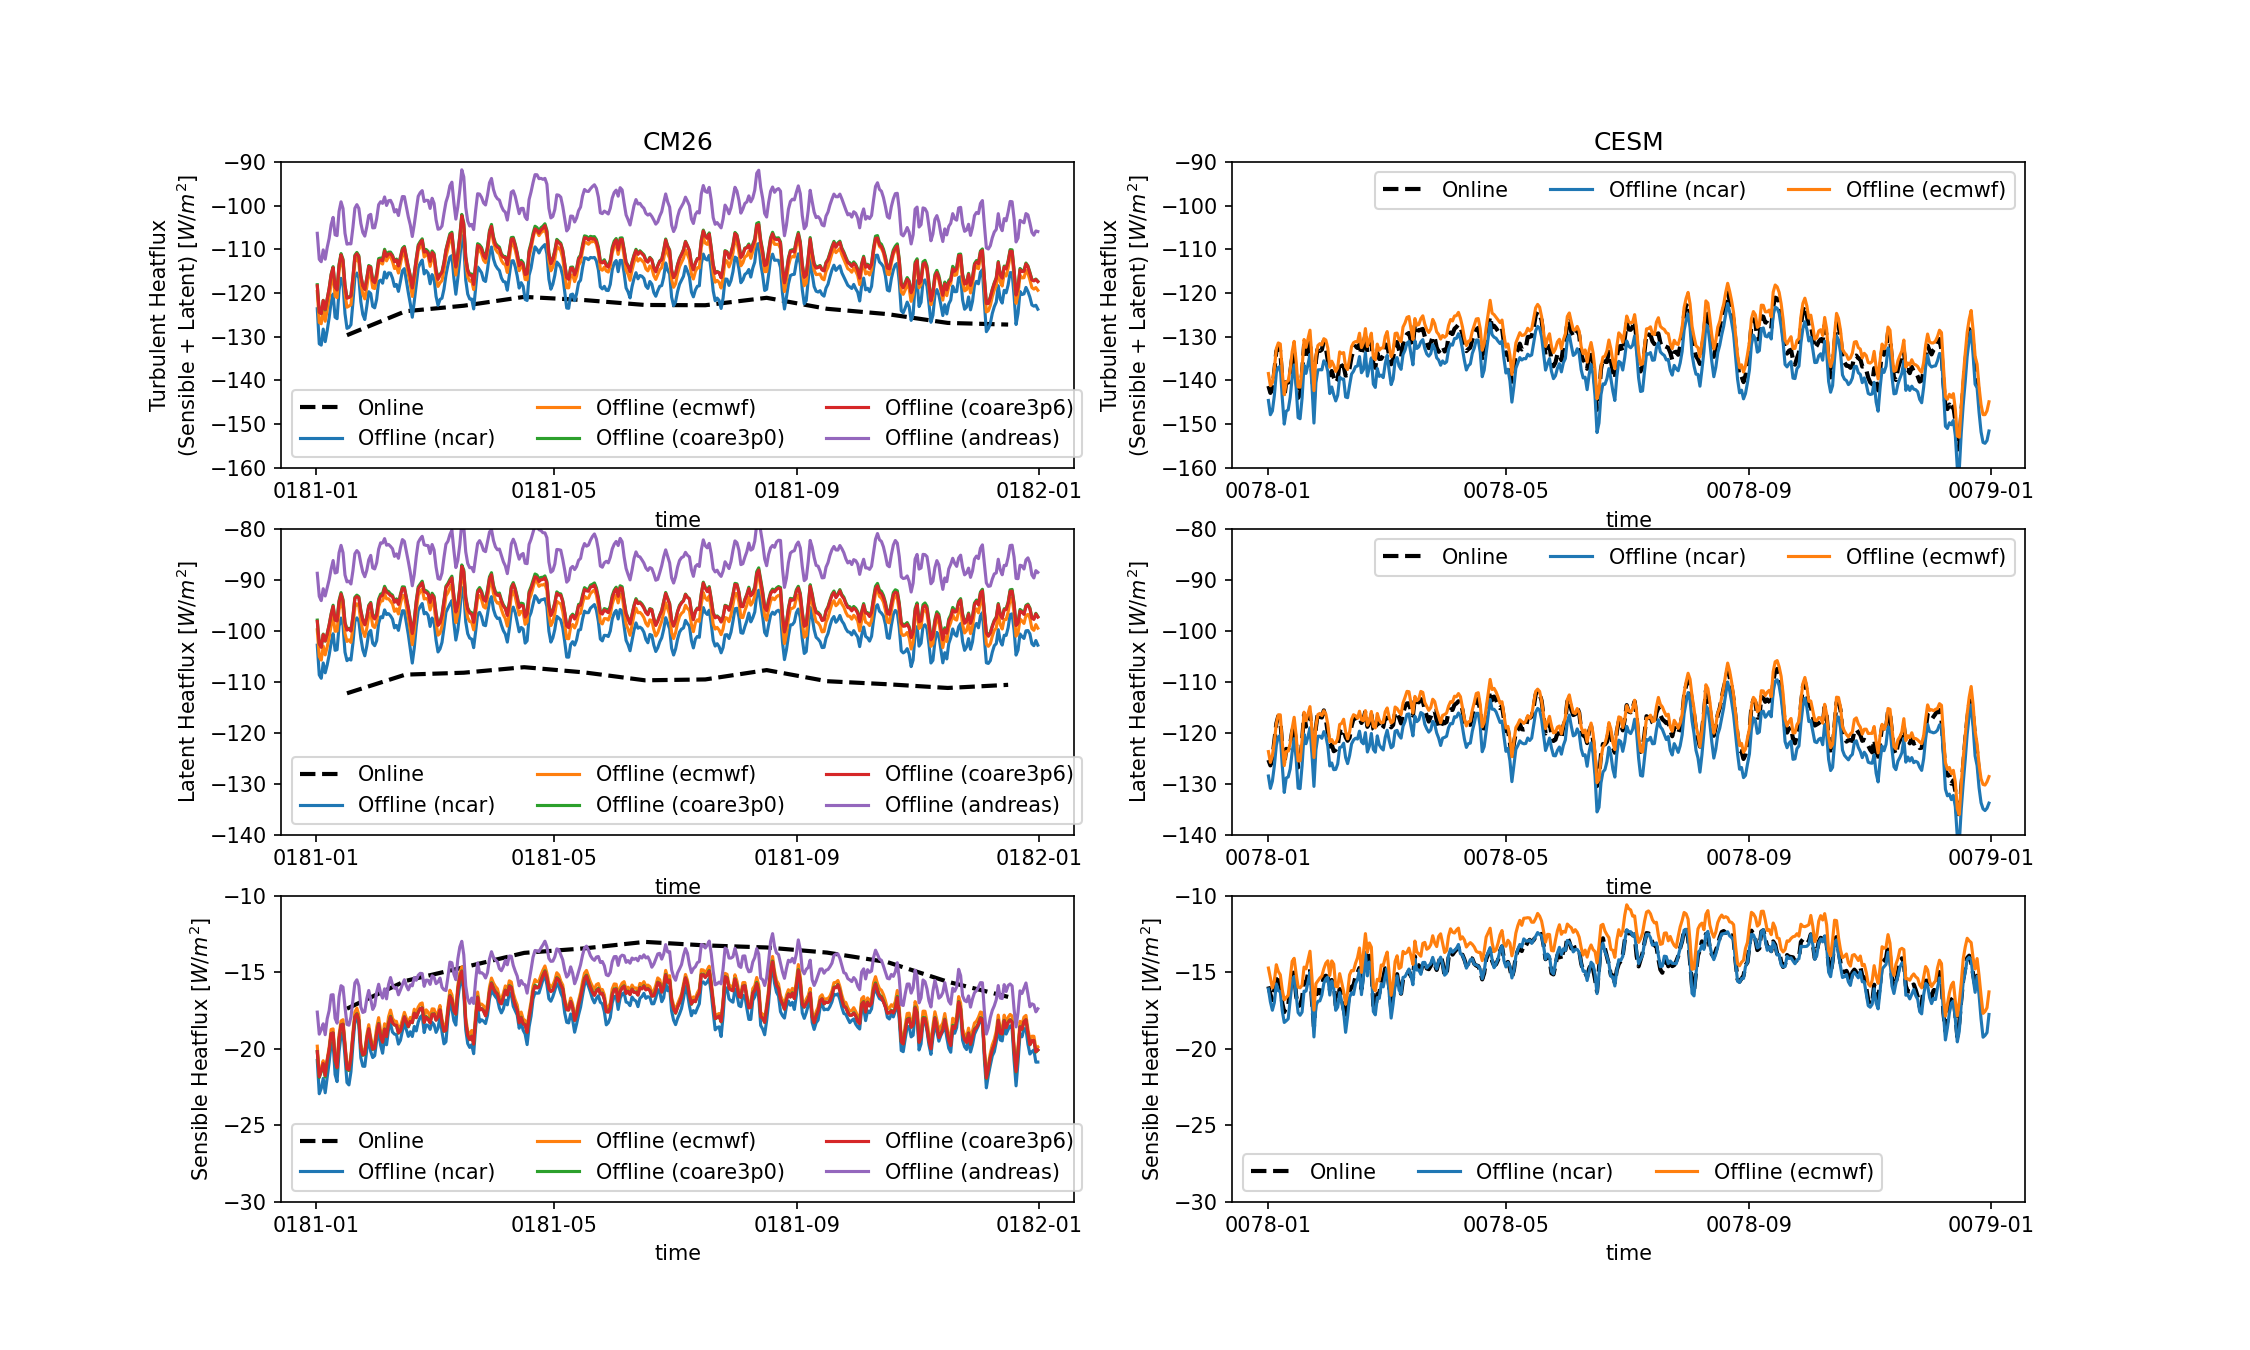 CM26
Turbulent Heatflux
(Sensible + Latent) [W/m²]
−90
−100
−110
−120
−130
−140
−150
−160
Online
Offline (ncar)
Offline (ecmwf)
Offline (coare3p0)
Offline (coare3p6)
Offline (andreas)
0181-01 0181-05 0181-09 0182-01
time
CESM
Turbulent Heatflux
(Sensible + Latent) [W/m²]
−90
−100
−110
−120
−130
−140
−150
−160
Online Offline (ncar) Offline (ecmwf)
0078-01 0078-05 0078-09 0079-01
time
Latent Heatflux [W/m²]
−80
−90
−100
−110
−120
−130
−140
Online
Offline (ncar)
Offline (ecmwf)
Offline (coare3p0)
Offline (coare3p6)
Offline (andreas)
0181-01 0181-05 0181-09 0182-01
time
Latent Heatflux [W/m²]
−80
−90
−100
−110
−120
−130
−140
Online Offline (ncar) Offline (ecmwf)
0078-01 0078-05 0078-09 0079-01
time
Sensible Heatflux [W/m²]
−10
−15
−20
−25
−30
Online
Offline (ncar)
Offline (ecmwf)
Offline (coare3p0)
Offline (coare3p6)
Offline (andreas)
0181-01 0181-05 0181-09 0182-01
time
Sensible Heatflux [W/m²]
−10
−15
−20
−25
−30
Online Offline (ncar) Offline (ecmwf)
0078-01 0078-05 0078-09 0079-01
time